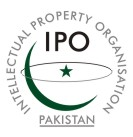 INTELLECTUAL PROPERTY ORGANISATION
IPO
PAKISTAN